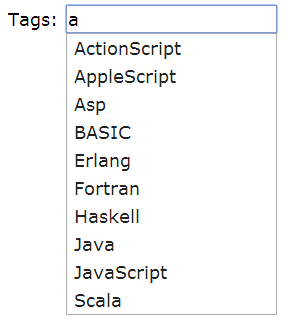 Tags: a
ActionScript
AppleScript
Asp
BASIC
Erlang
Fortran
Haskell
Java
JavaScript
Scala